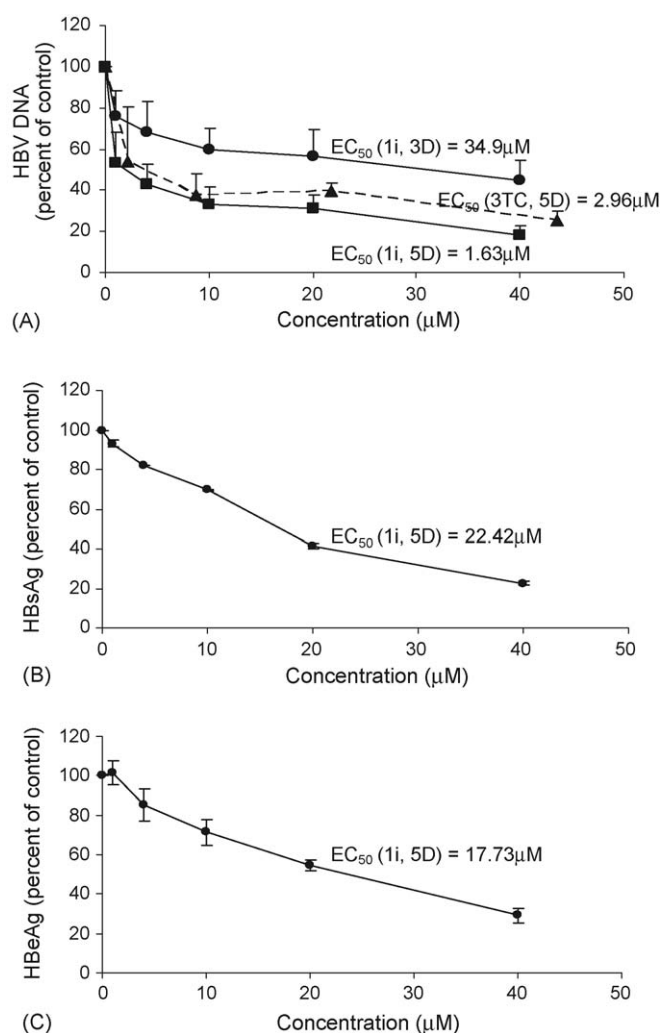 120
100
80
60
40
20
0
HBV DNA
(percent of control)
EC50 (1i, 3D) = 34.9μM
EC50 (3TC, 5D) = 2.96μM
EC50 (1i, 5D) = 1.63μM
0 10 20 30 40 50
(A) Concentration (μM)
120
100
80
60
40
20
0
HBsAg (percent of control)
EC50 (1i, 5D) = 22.42μM
0 10 20 30 40 50
(B) Concentration (μM)
120
100
80
60
40
20
0
HBeAg (percent of control)
EC50 (1i, 5D) = 17.73μM
0 10 20 30 40 50
(C) Concentration (μM)